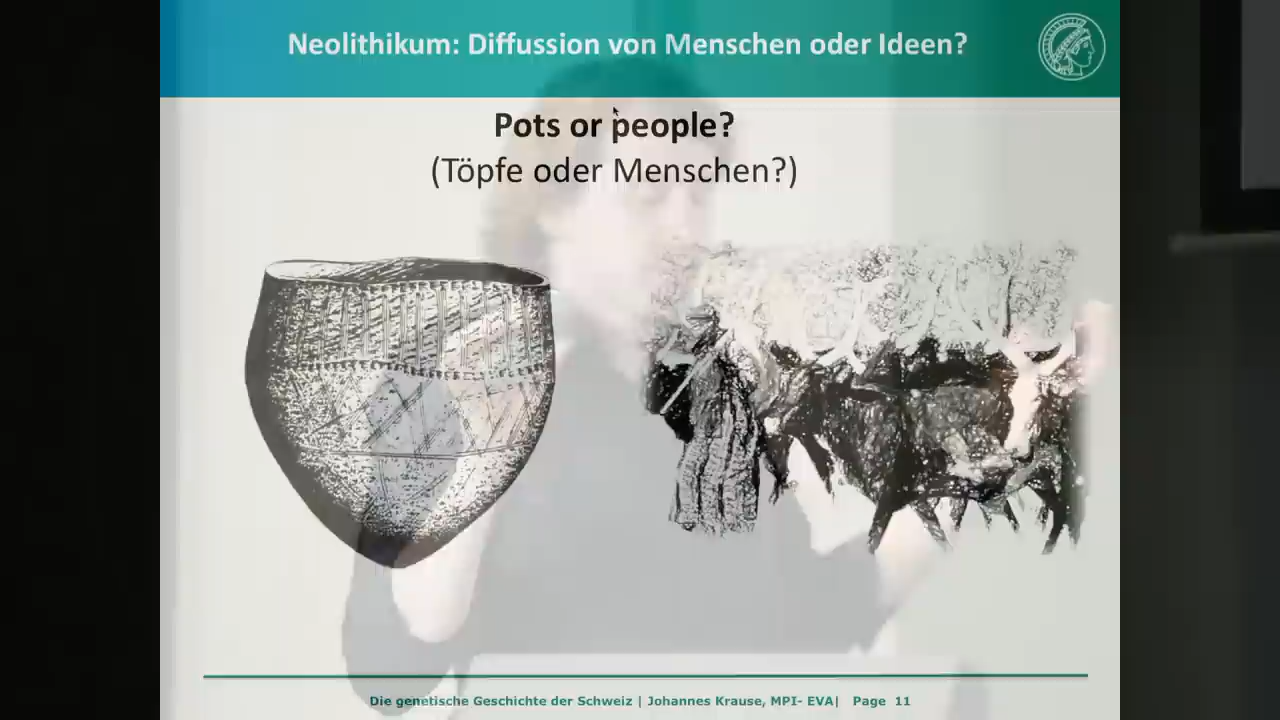 Neolithikum: Diffussion von Menschen oder Ideen?
Pots or people?
(Töpfe oder Menschen?)
Die genetische Geschichte der Schweiz | Johannes Krause, MPI- EVA| Page 11